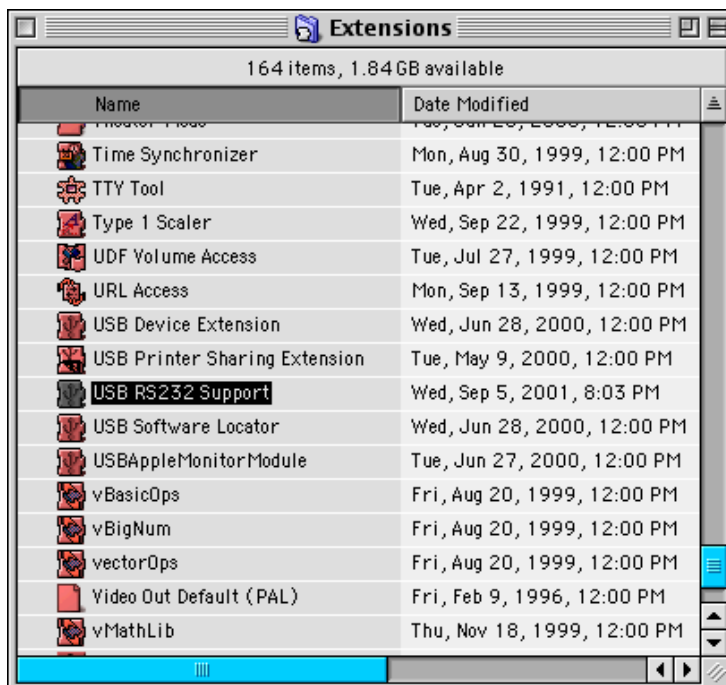 Extensions
164 items, 1.84 GB available
Name Date Modified
Time Synchronizer Mon, Aug 30, 1999, 12:00 PM
TTY Tool Tue, Apr 2, 1991, 12:00 PM
Type 1 Scaler Wed, Sep 22, 1999, 12:00 PM
UDF Volume Access Tue, Jul 27, 1999, 12:00 PM
URL Access Mon, Sep 13, 1999, 12:00 PM
USB Device Extension Wed, Jun 28, 2000, 12:00 PM
USB Printer Sharing Extension Tue, May 9, 2000, 12:00 PM
USB RS232 Support Wed, Sep 5, 2001, 8:03 PM
USB Software Locator Wed, Jun 28, 2000, 12:00 PM
USBAppleMonitorModule Tue, Jun 27, 2000, 12:00 PM
vBasicOps Fri, Aug 20, 1999, 12:00 PM
vBigNum Fri, Aug 20, 1999, 12:00 PM
vectorOps Fri, Aug 20, 1999, 12:00 PM
Video Out Default (PAL) Fri, Feb 9, 1996, 12:00 PM
vMathLib Thu, Nov 18, 1999, 12:00 PM